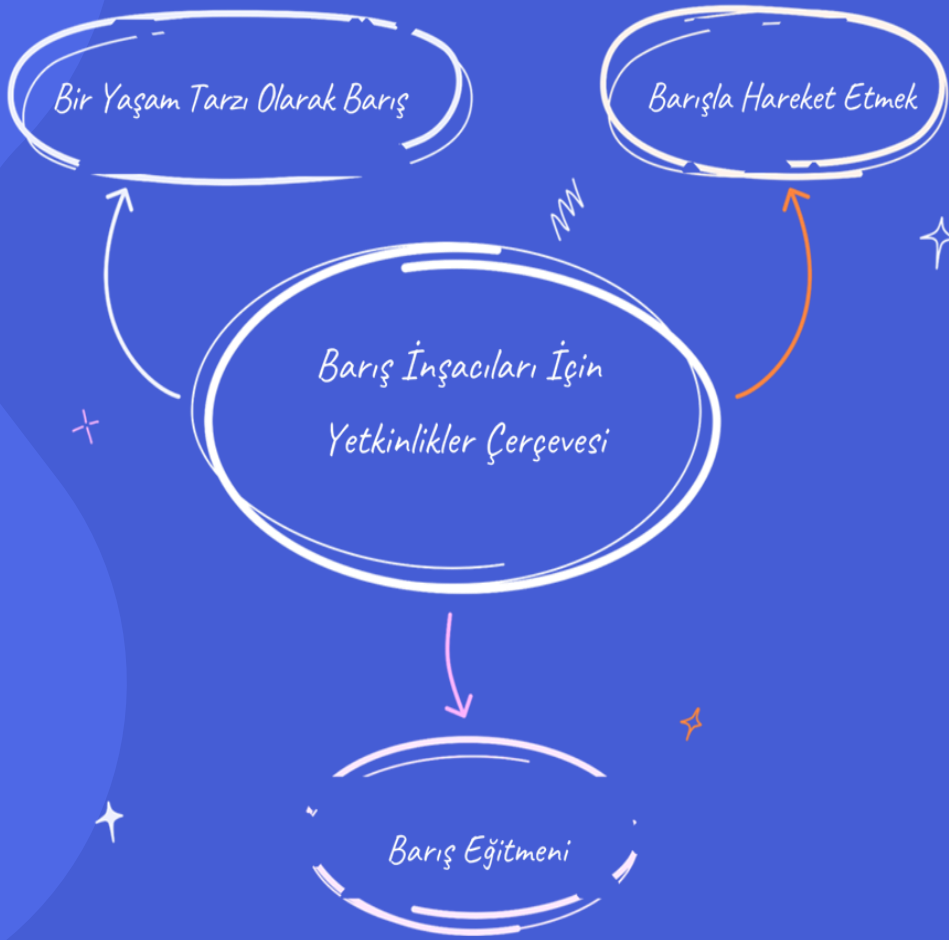 Bir Yaşam Tarzı Olarak Barış
Barışla Hareket Etmek
Barış İnşacıları İçin
Yetkinlikler Çerçevesi
Barış Eğitmeni